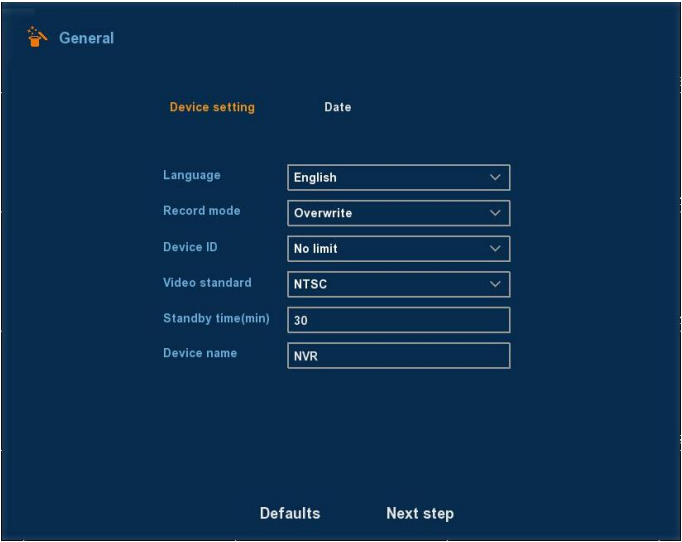 General
Device setting Date
Language English
Record mode Overwrite
Device ID No limit
Video standard NTSC
Standby time(min) 30
Device name NVR
Defaults Next step